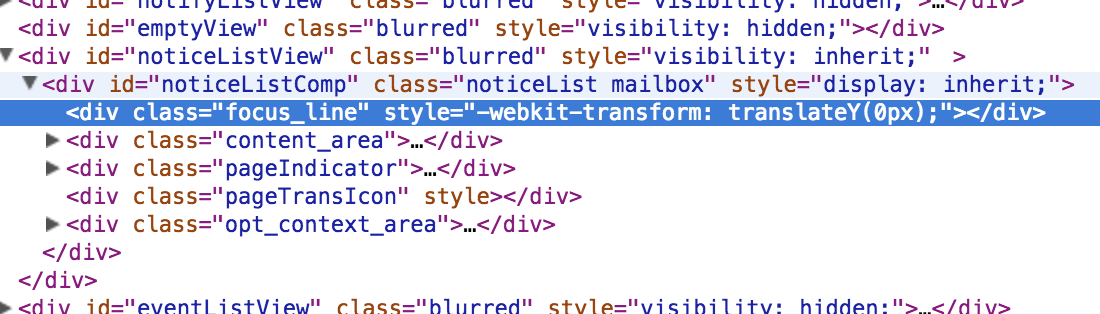 <div id="notifyListView" class="blurred" style="visibility: hidden;">…</div>
<div id="emptyView" class="blurred" style="visibility: hidden;"></div>
▼<div id="noticeListView" class="blurred" style="visibility: inherit;" >
▼<div id="noticeListComp" class="noticeList mailbox" style="display: inherit;">
<div class="focus_line" style="-webkit-transform: translateY(0px);"></div>
▶<div class="content_area">…</div>
▶<div class="pageIndicator">…</div>
<div class="pageTransIcon" style></div>
▶<div class="opt_context_area">…</div>
</div>
</div>
▶<div id="eventListView" class="blurred" style="visibility: hidden;">…</div>